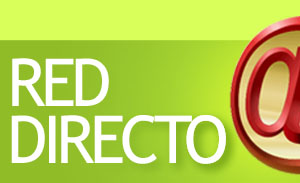 RED
DIRECTO
@